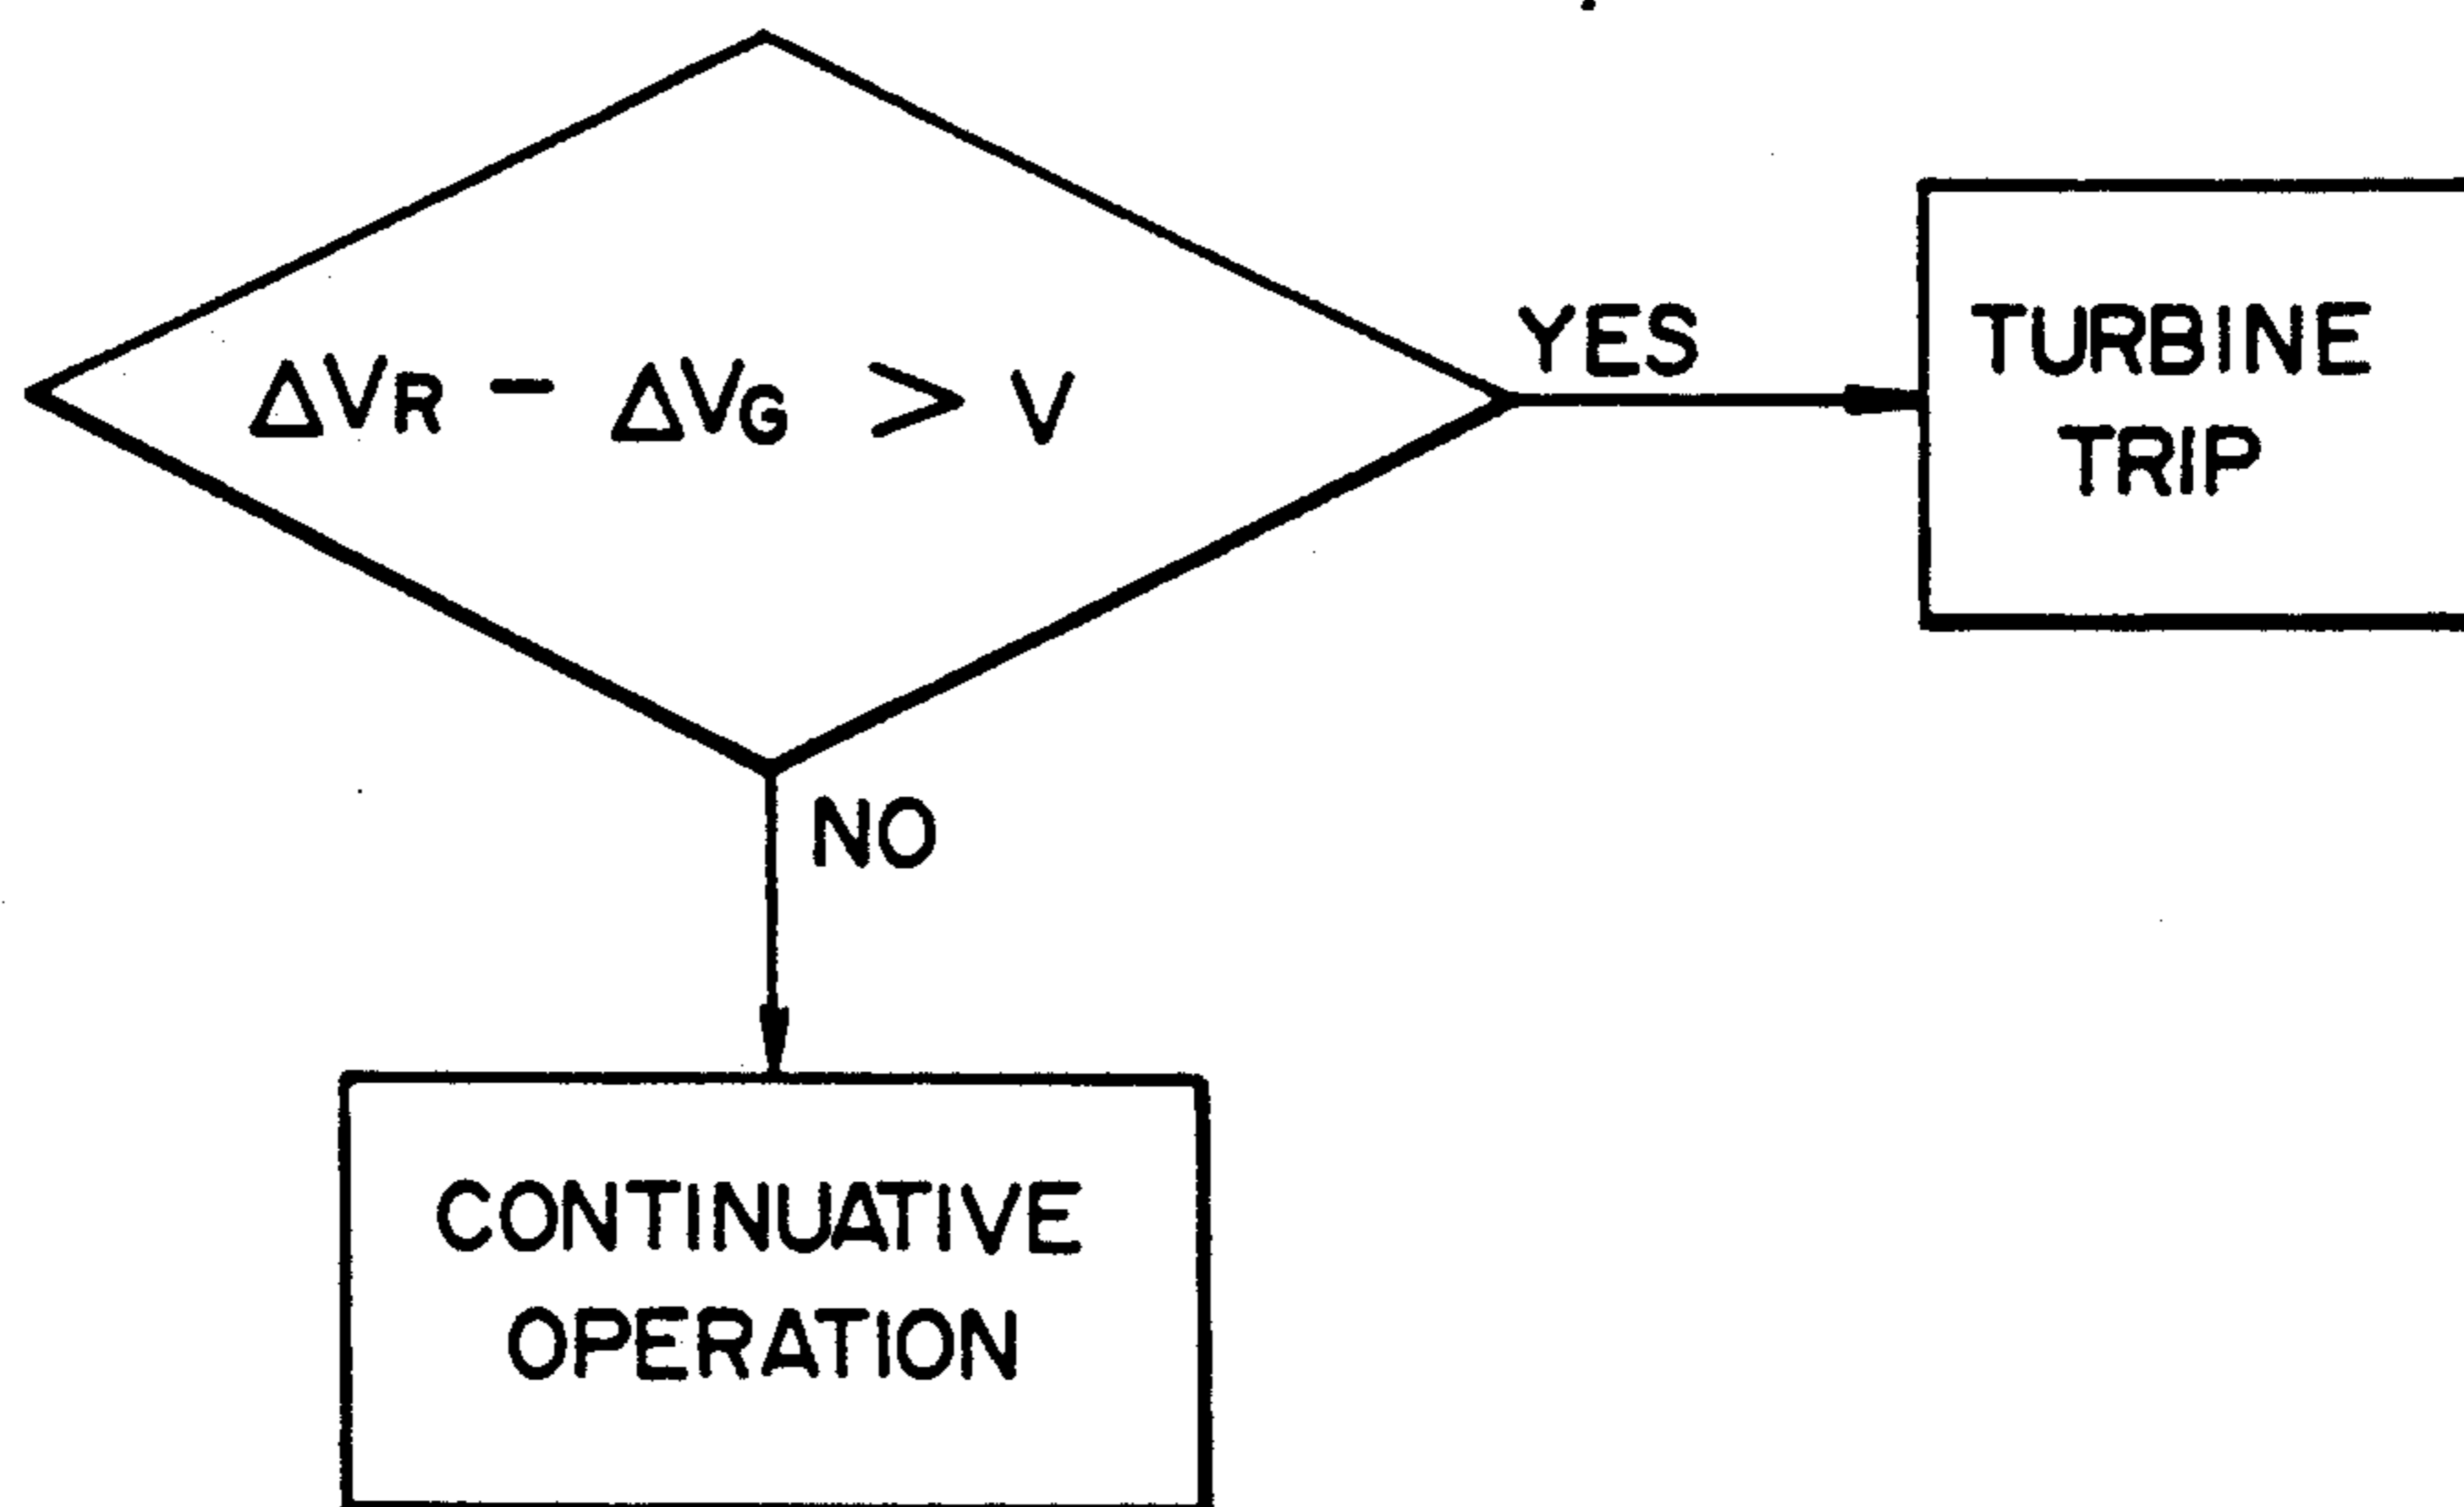 ΔVR - ΔVG > V
YES
TURBINE
TRIP
NO
CONTINUATIVE
OPERATION